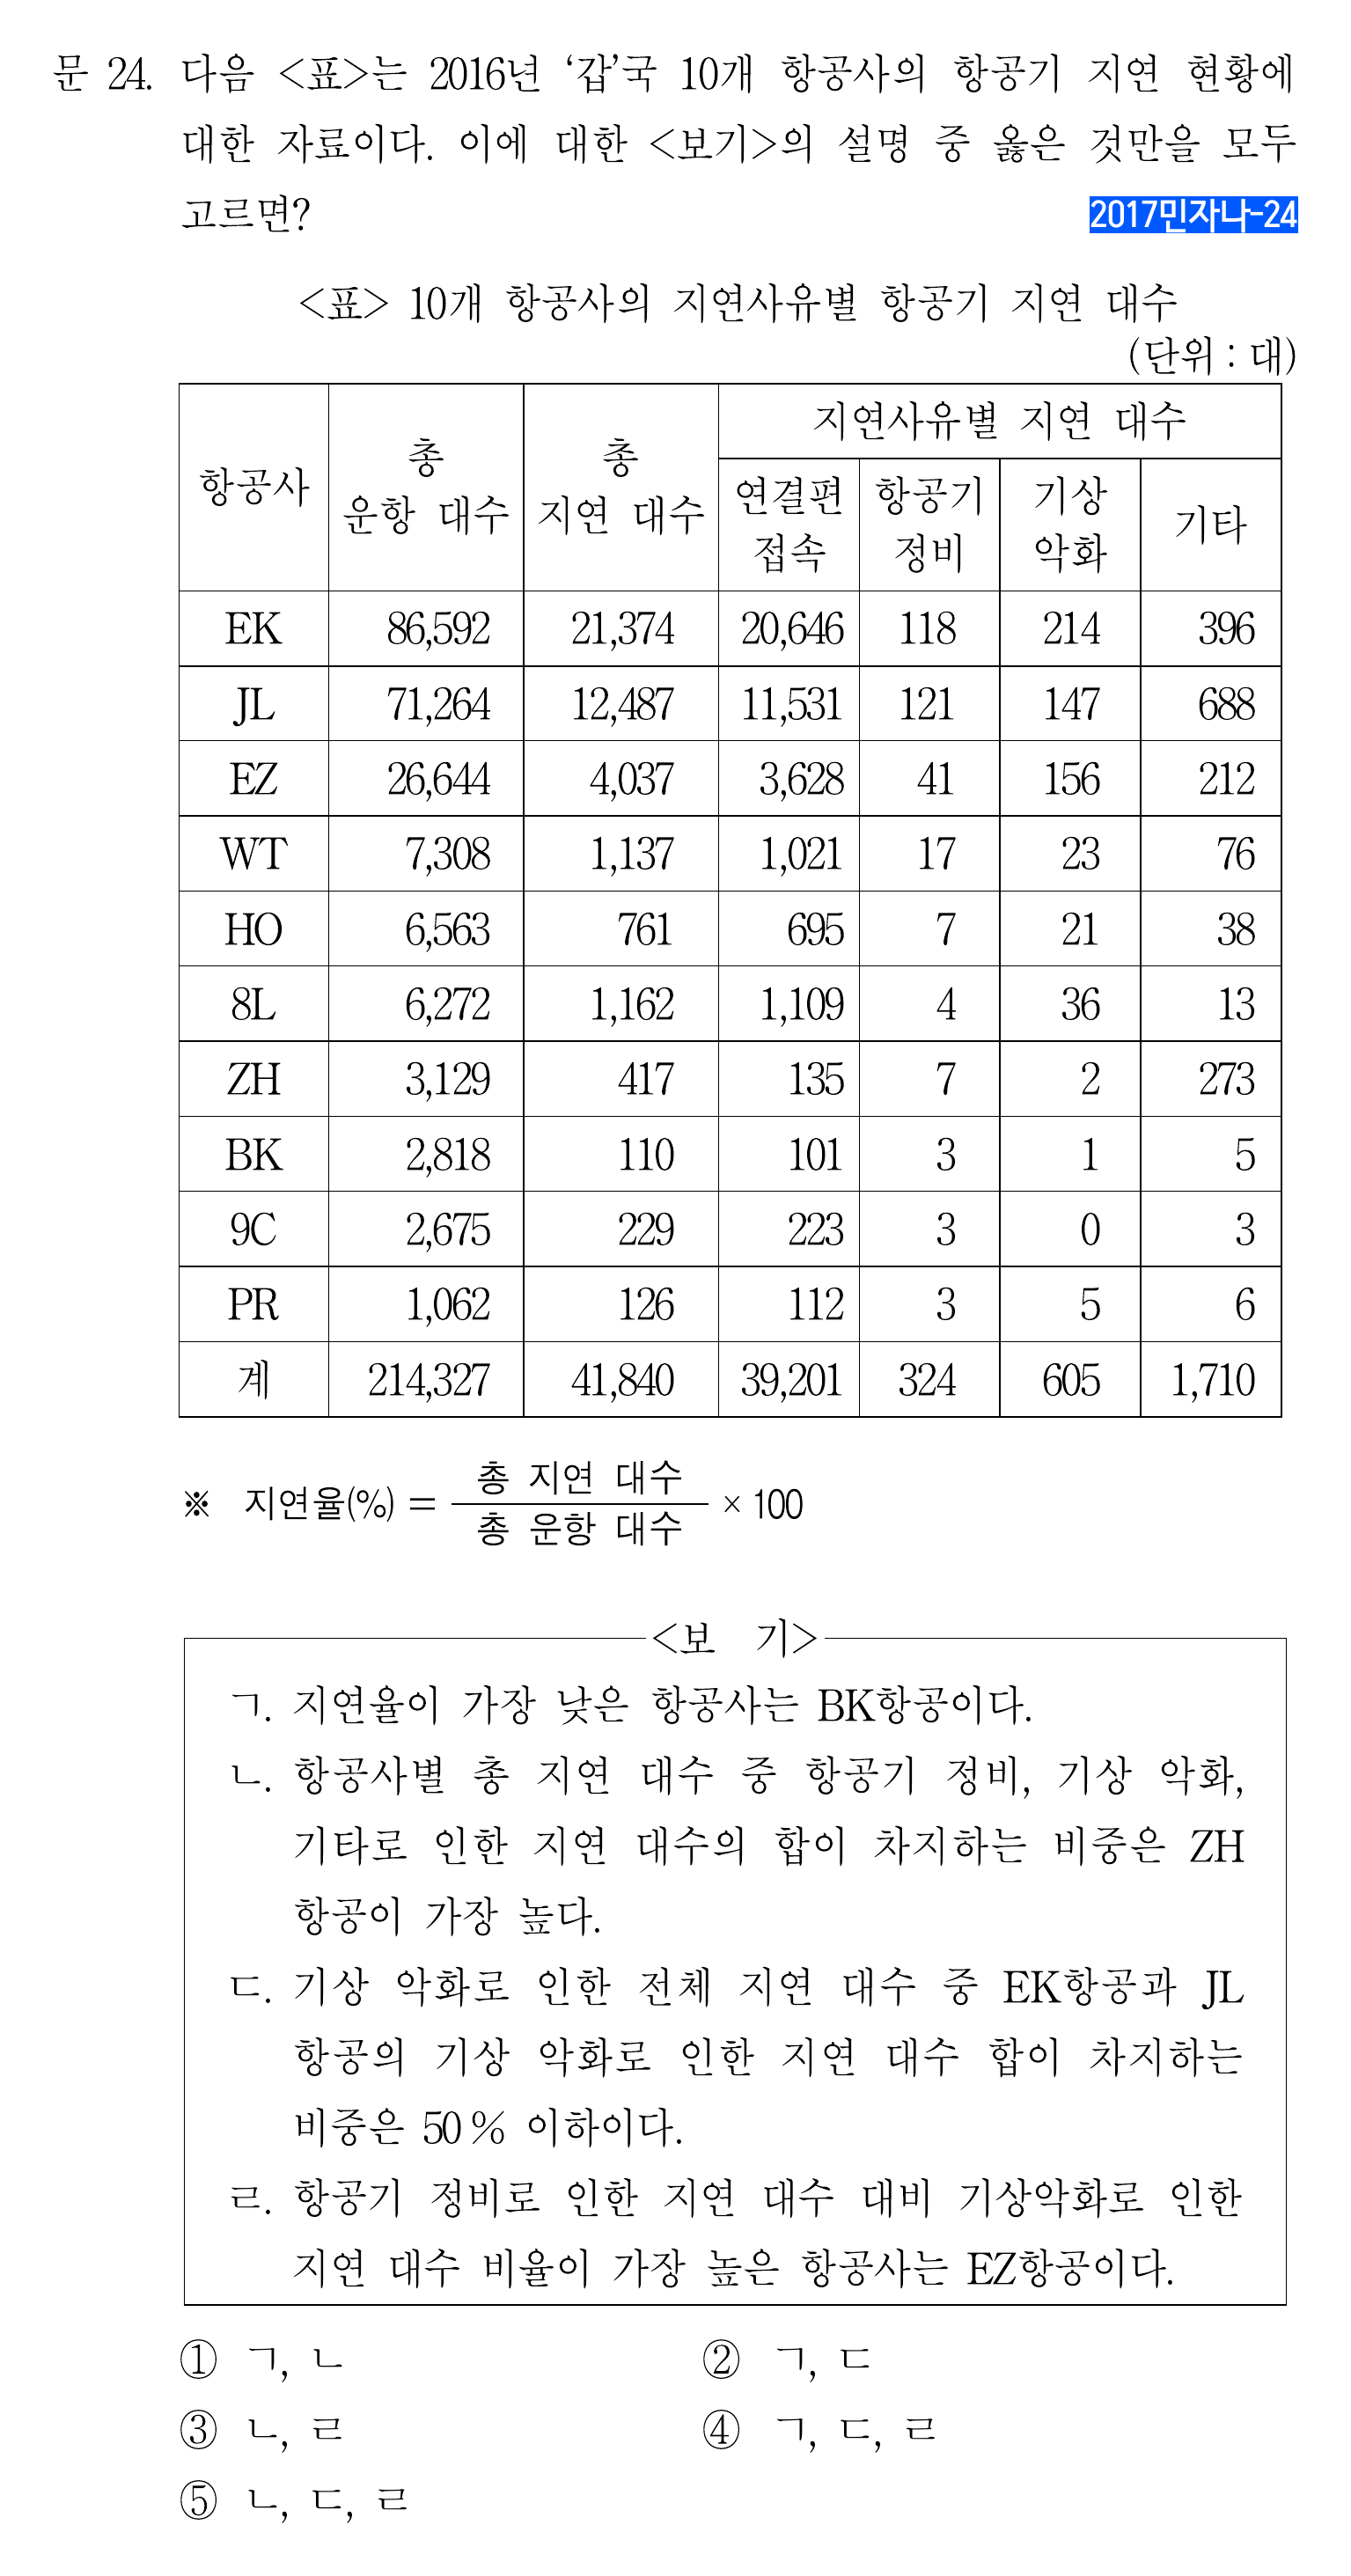 문 24. 다음 <표>는 2016년 ‘갑’국 10개 항공사의 항공기 지연 현황에
대한 자료이다. 이에 대한 <보기>의 설명 중 옳은 것만을 모두
고르면?
2017민자나-24
<표> 10개 항공사의 지연사유별 항공기 지연 대수
(단위 : 대)
항공사 총 운항 대수 총 지연 대수 지연사유별 지연 대수
연결편 접속 항공기 정비 기상 악화 기타
EK 86,592 21,374 20,646 118 214 396
JL 71,264 12,487 11,531 121 147 688
EZ 26,644 4,037 3,628 41 156 212
WT 7,308 1,137 1,021 17 23 76
HO 6,563 761 695 7 21 38
8L 6,272 1,162 1,109 4 36 13
ZH 3,129 417 135 7 2 273
BK 2,818 110 101 3 1 5
9C 2,675 229 223 3 0 3
PR 1,062 126 112 3 5 6
계 214,327 41,840 39,201 324 605 1,710
※ 지연율(%) = 총 지연 대수 / 총 운항 대수 × 100
<보 기>
ㄱ. 지연율이 가장 낮은 항공사는 BK항공이다.
ㄴ. 항공사별 총 지연 대수 중 항공기 정비, 기상 악화,
기타로 인한 지연 대수의 합이 차지하는 비중은 ZH
항공이 가장 높다.
ㄷ. 기상 악화로 인한 전체 지연 대수 중 EK항공과 JL
항공의 기상 악화로 인한 지연 대수 합이 차지하는
비중은 50 % 이하이다.
ㄹ. 항공기 정비로 인한 지연 대수 대비 기상악화로 인한
지연 대수 비율이 가장 높은 항공사는 EZ항공이다.
① ㄱ, ㄴ ② ㄱ, ㄷ
③ ㄴ, ㄹ ④ ㄱ, ㄷ, ㄹ
⑤ ㄴ, ㄷ, ㄹ